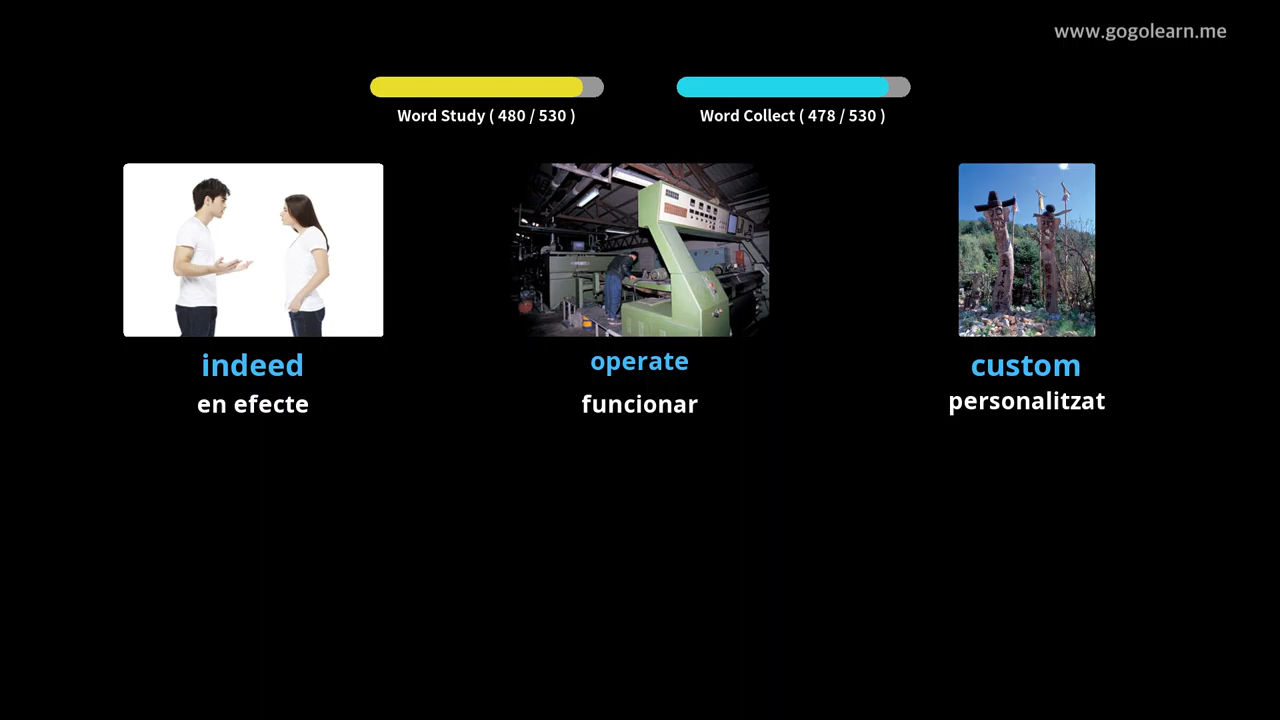 www.gogolearn.me
Word Study ( 480 / 530 )
Word Collect ( 478 / 530 )
indeed
operate
custom
en efecte
funcionar
personalitzat